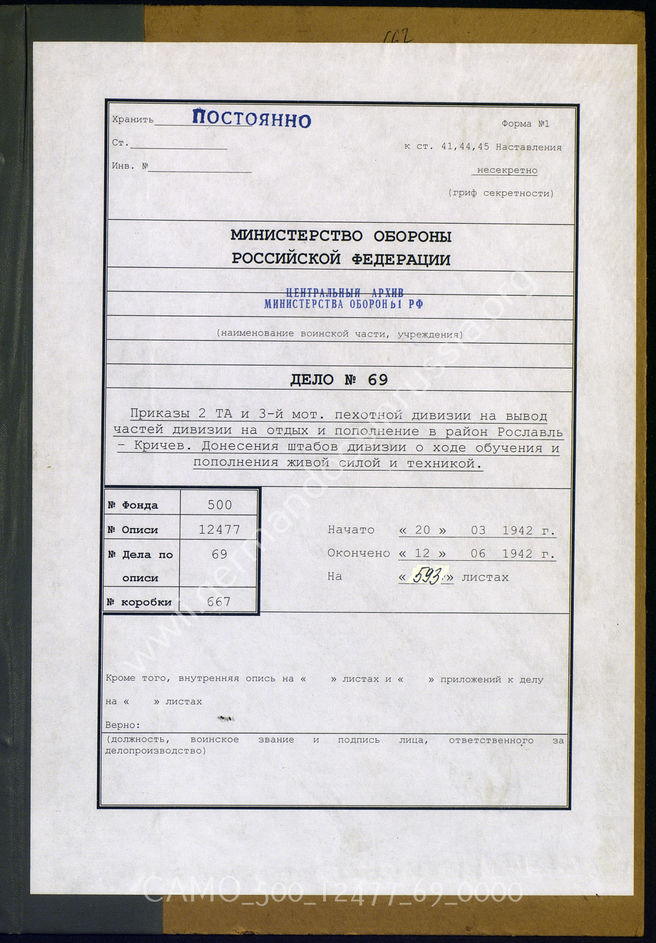 662
Хранить ПОСТОЯННО
Форма №1
Ст.
к ст. 41,44,45 Наставления
Инв. №
несекретно
(гриф секретности)
МИНИСТЕРСТВО ОБОРОНЫ
РОССИЙСКОЙ ФЕДЕРАЦИИ
ЦЕНТРАЛЬНЫЙ АРХИВ
МИНИСТЕРСТВА ОБОРОНЫ РФ
(наименование воинской части, учреждения)
ДЕЛО № 69
Приказы 2 ТА и 3-й мот. пехотной дивизии на вывод
частей дивизии на отдых и пополнение в район Рославль
– Кричев. Донесения штабов дивизии о ходе обучения и
пополнения живой силой и техникой.
№ Фонда 500
№ Описи 12477
№ Дела по 69
описи
№ коробки 667
Начато « 20 » 03 1942 г.
Окончено « 12 » 06 1942 г.
На « 593 » листах
Кроме того, внутренняя опись на « » листах и « » приложений к делу
на « » листах
Верно:
(должность, воинское звание и подпись лица, ответственного за
делопроизводство)
CAMO_500_12477_69_0000